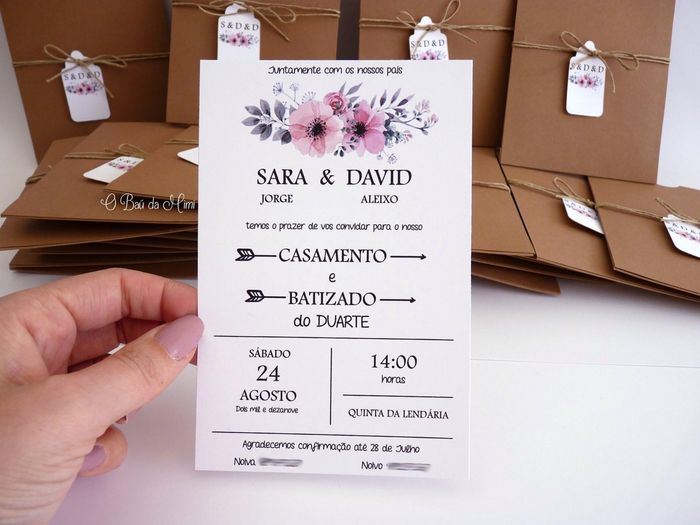 S & D & D
S & D & D
S & D & D
S & D & D
O Baú da Mimi
Juntamente com os nossos pais
SARA & DAVID
JORGE ALEIXO
temos o prazer de vos convidar para o nosso
CASAMENTO
e
BATIZADO
do DUARTE
SÁBADO
24
AGOSTO
Dois mil e dezanove
14:00
horas
QUINTA DA LENDÁRIA
Agradecemos confirmação até 28 de Julho
Noiva
Noivo